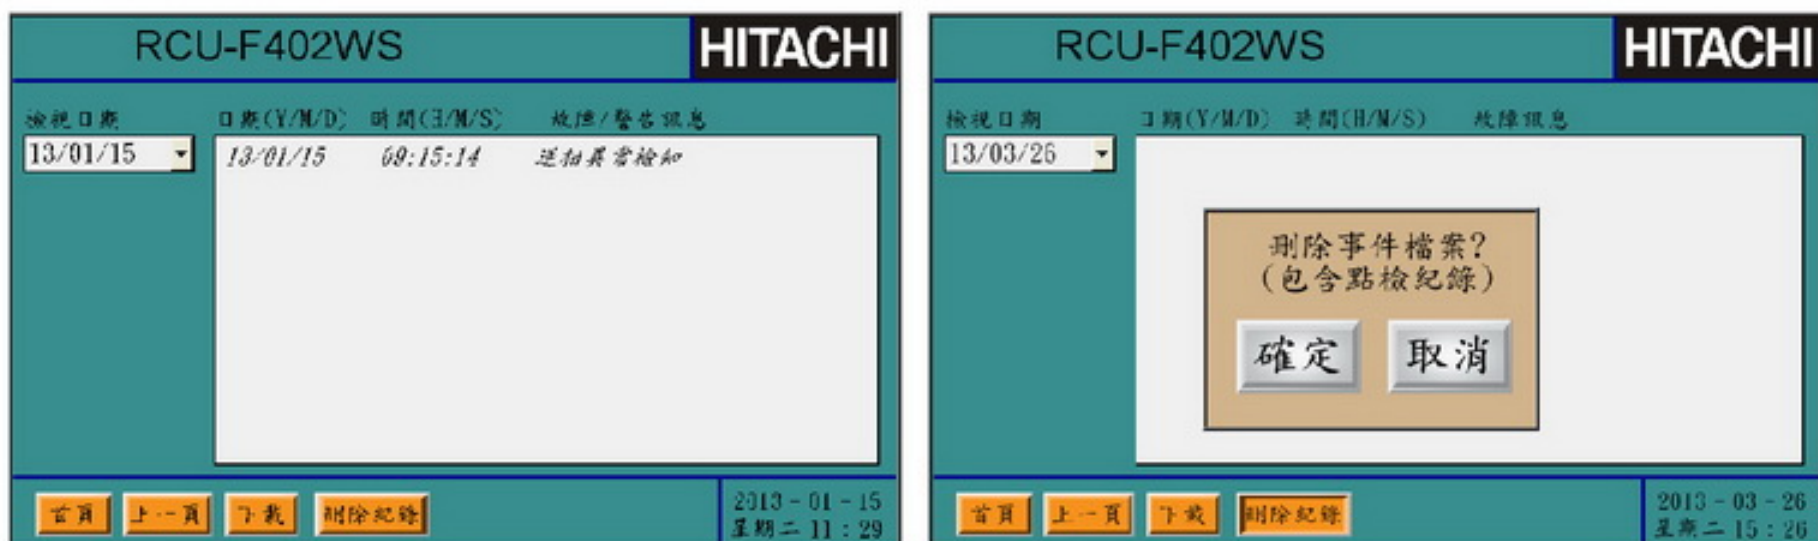 RCU-F402WS
HITACHI
檢視日期
日期(Y/M/D) 時間(H/M/S) 故障/警告訊息
13/01/15
13/01/15 09:15:14 逆相異常檢知
首頁 上一頁 下載 刪除紀錄
2013-01-15
星期二 11:29
RCU-F402WS
HITACHI
檢視日期
日期(Y/M/D) 時間(H/M/S) 故障訊息
13/03/26
刪除事件檔案?
(包含點檢紀錄)
確定 取消
首頁 上一頁 下載 刪除紀錄
2013-03-26
星期二 15:26